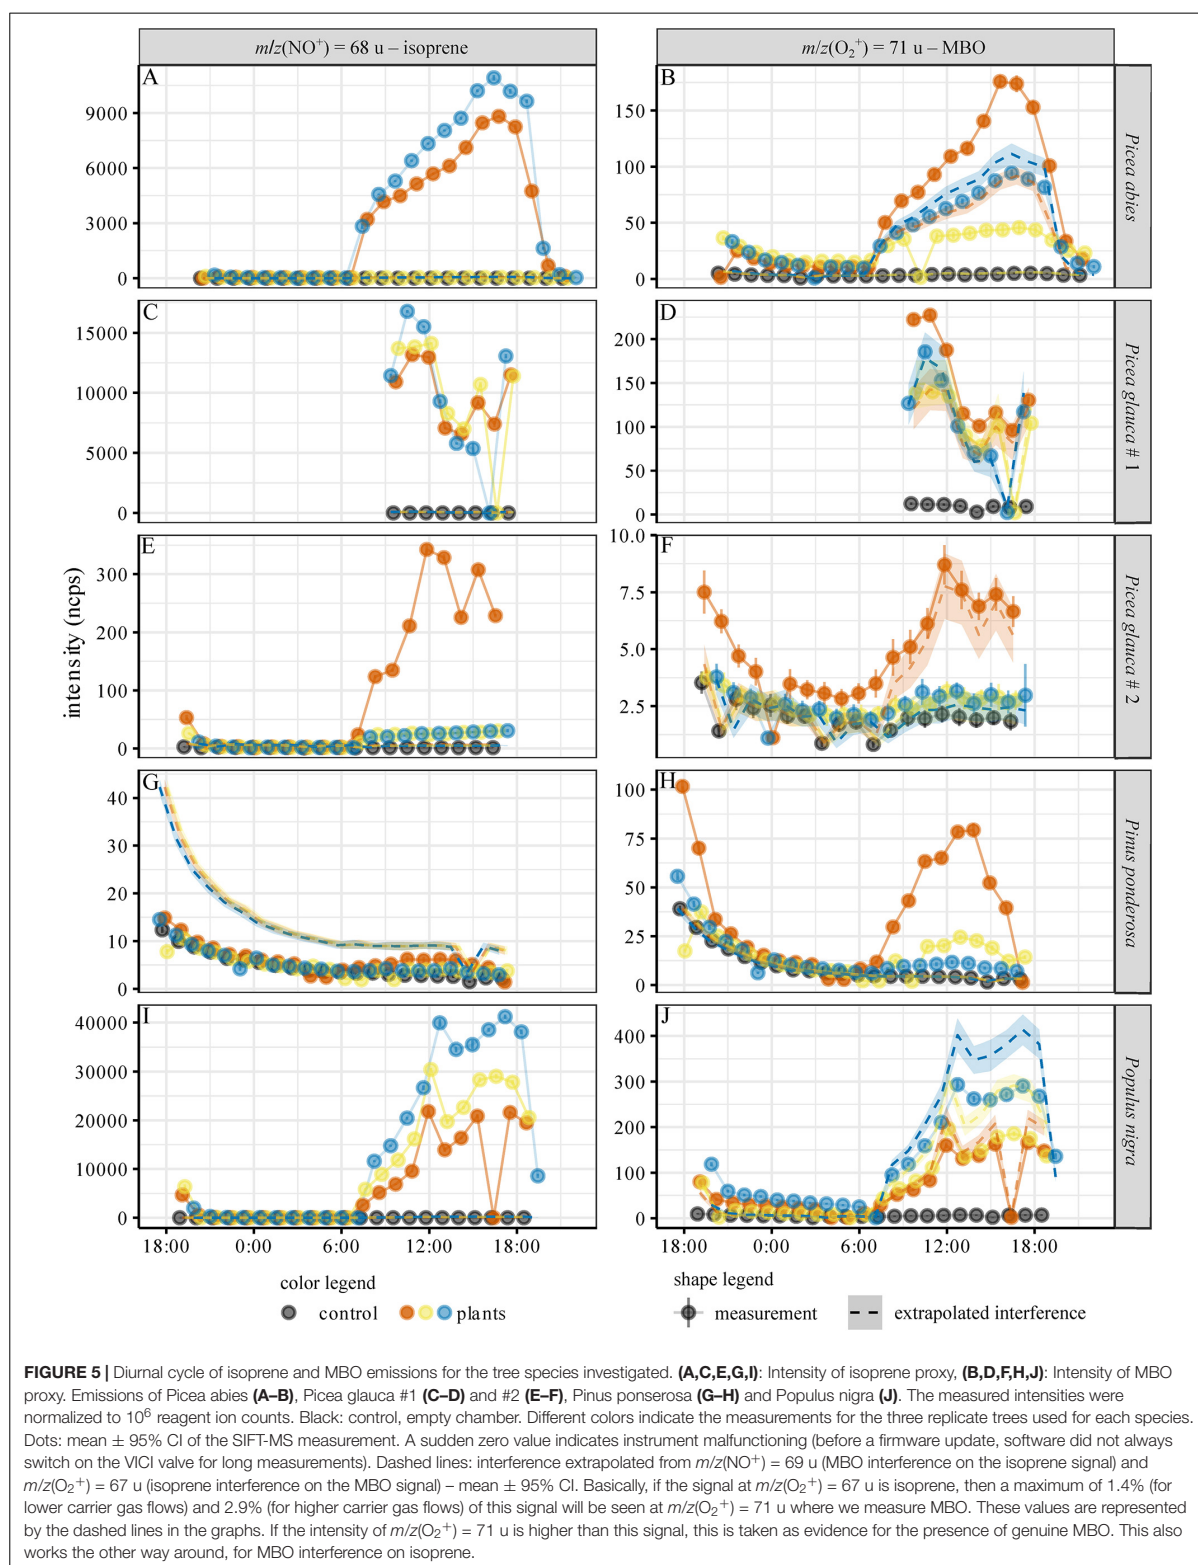 m/z(NO⁺) = 68 u – isoprene
m/z(O₂⁺) = 71 u – MBO
A
9000
6000
3000
0
B
150
100
50
0
Picea abies
C
15000
10000
5000
0
D
200
150
100
50
0
Picea glauca # 1
intensity (ncps)
E
300
200
100
0
F
10.0
7.5
5.0
2.5
Picea glauca # 2
G
40
30
20
10
0
H
100
75
50
25
0
Pinus ponderosa
I
40000
30000
20000
10000
0
J
400
300
200
100
0
Populus nigra
18:00 0:00 6:00 12:00 18:00
18:00 0:00 6:00 12:00 18:00
color legend
control
plants
shape legend
measurement
extrapolated interference
FIGURE 5 | Diurnal cycle of isoprene and MBO emissions for the tree species investigated. (A,C,E,G,I): Intensity of isoprene proxy, (B,D,F,H,J): Intensity of MBO
proxy. Emissions of Picea abies (A–B), Picea glauca #1 (C–D) and #2 (E–F), Pinus ponserosa (G–H) and Populus nigra (J). The measured intensities were
normalized to 10⁶ reagent ion counts. Black: control, empty chamber. Different colors indicate the measurements for the three replicate trees used for each species.
Dots: mean ± 95% CI of the SIFT-MS measurement. A sudden zero value indicates instrument malfunctioning (before a firmware update, software did not always
switch on the VICI valve for long measurements). Dashed lines: interference extrapolated from m/z(NO⁺) = 69 u (MBO interference on the isoprene signal) and
m/z(O₂⁺) = 67 u (isoprene interference on the MBO signal) – mean ± 95% CI. Basically, if the signal at m/z(O₂⁺) = 67 u is isoprene, then a maximum of 1.4% (for
lower carrier gas flows) and 2.9% (for higher carrier gas flows) of this signal will be seen at m/z(O₂⁺) = 71 u where we measure MBO. These values are represented
by the dashed lines in the graphs. If the intensity of m/z(O₂⁺) = 71 u is higher than this signal, this is taken as evidence for the presence of genuine MBO. This also
works the other way around, for MBO interference on isoprene.